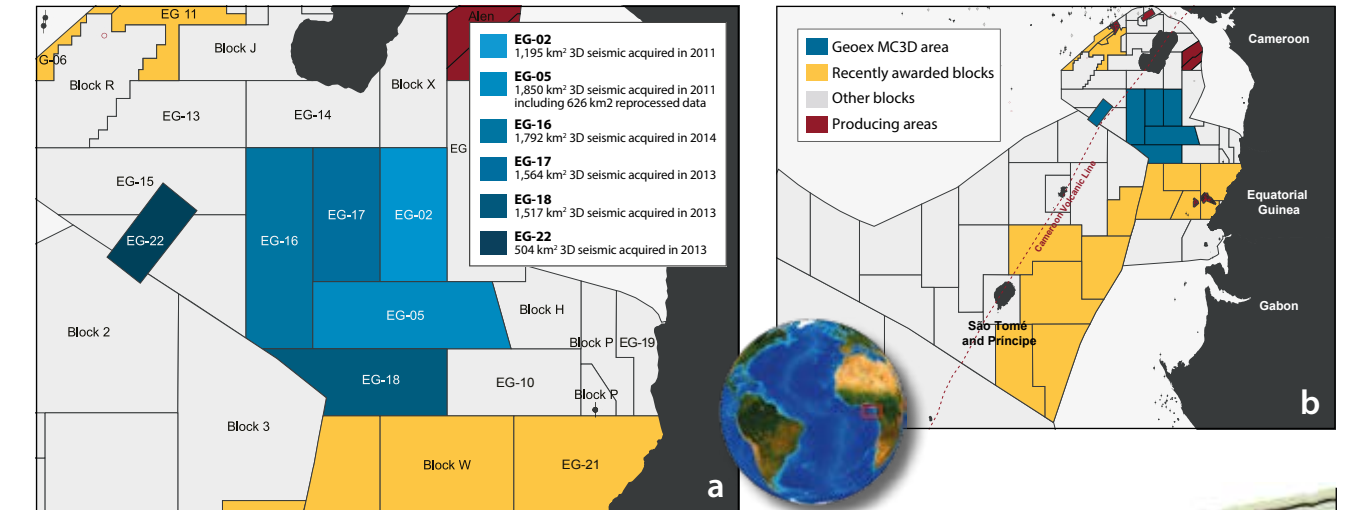 EG 11
G-06
Block J
Block R
Block X
Alen
EG-13
EG-14
EG
EG-15
EG-22
EG-16
EG-17
EG-02
EG-05
Block H
Block 2
Block P
EG-19
EG-18
EG-10
Block P
Block 3
Block W
EG-21
a
EG-02
1,195 km² 3D seismic acquired in 2011
EG-05
1,850 km² 3D seismic acquired in 2011
including 626 km2 reprocessed data
EG-16
1,792 km² 3D seismic acquired in 2014
EG-17
1,564 km² 3D seismic acquired in 2013
EG-18
1,517 km² 3D seismic acquired in 2013
EG-22
504 km² 3D seismic acquired in 2013
Geoex MC3D area
Recently awarded blocks
Other blocks
Producing areas
Cameroon
Cameroon Volcanic Line
Equatorial
Guinea
Gabon
São Tomé
and Príncipe
b